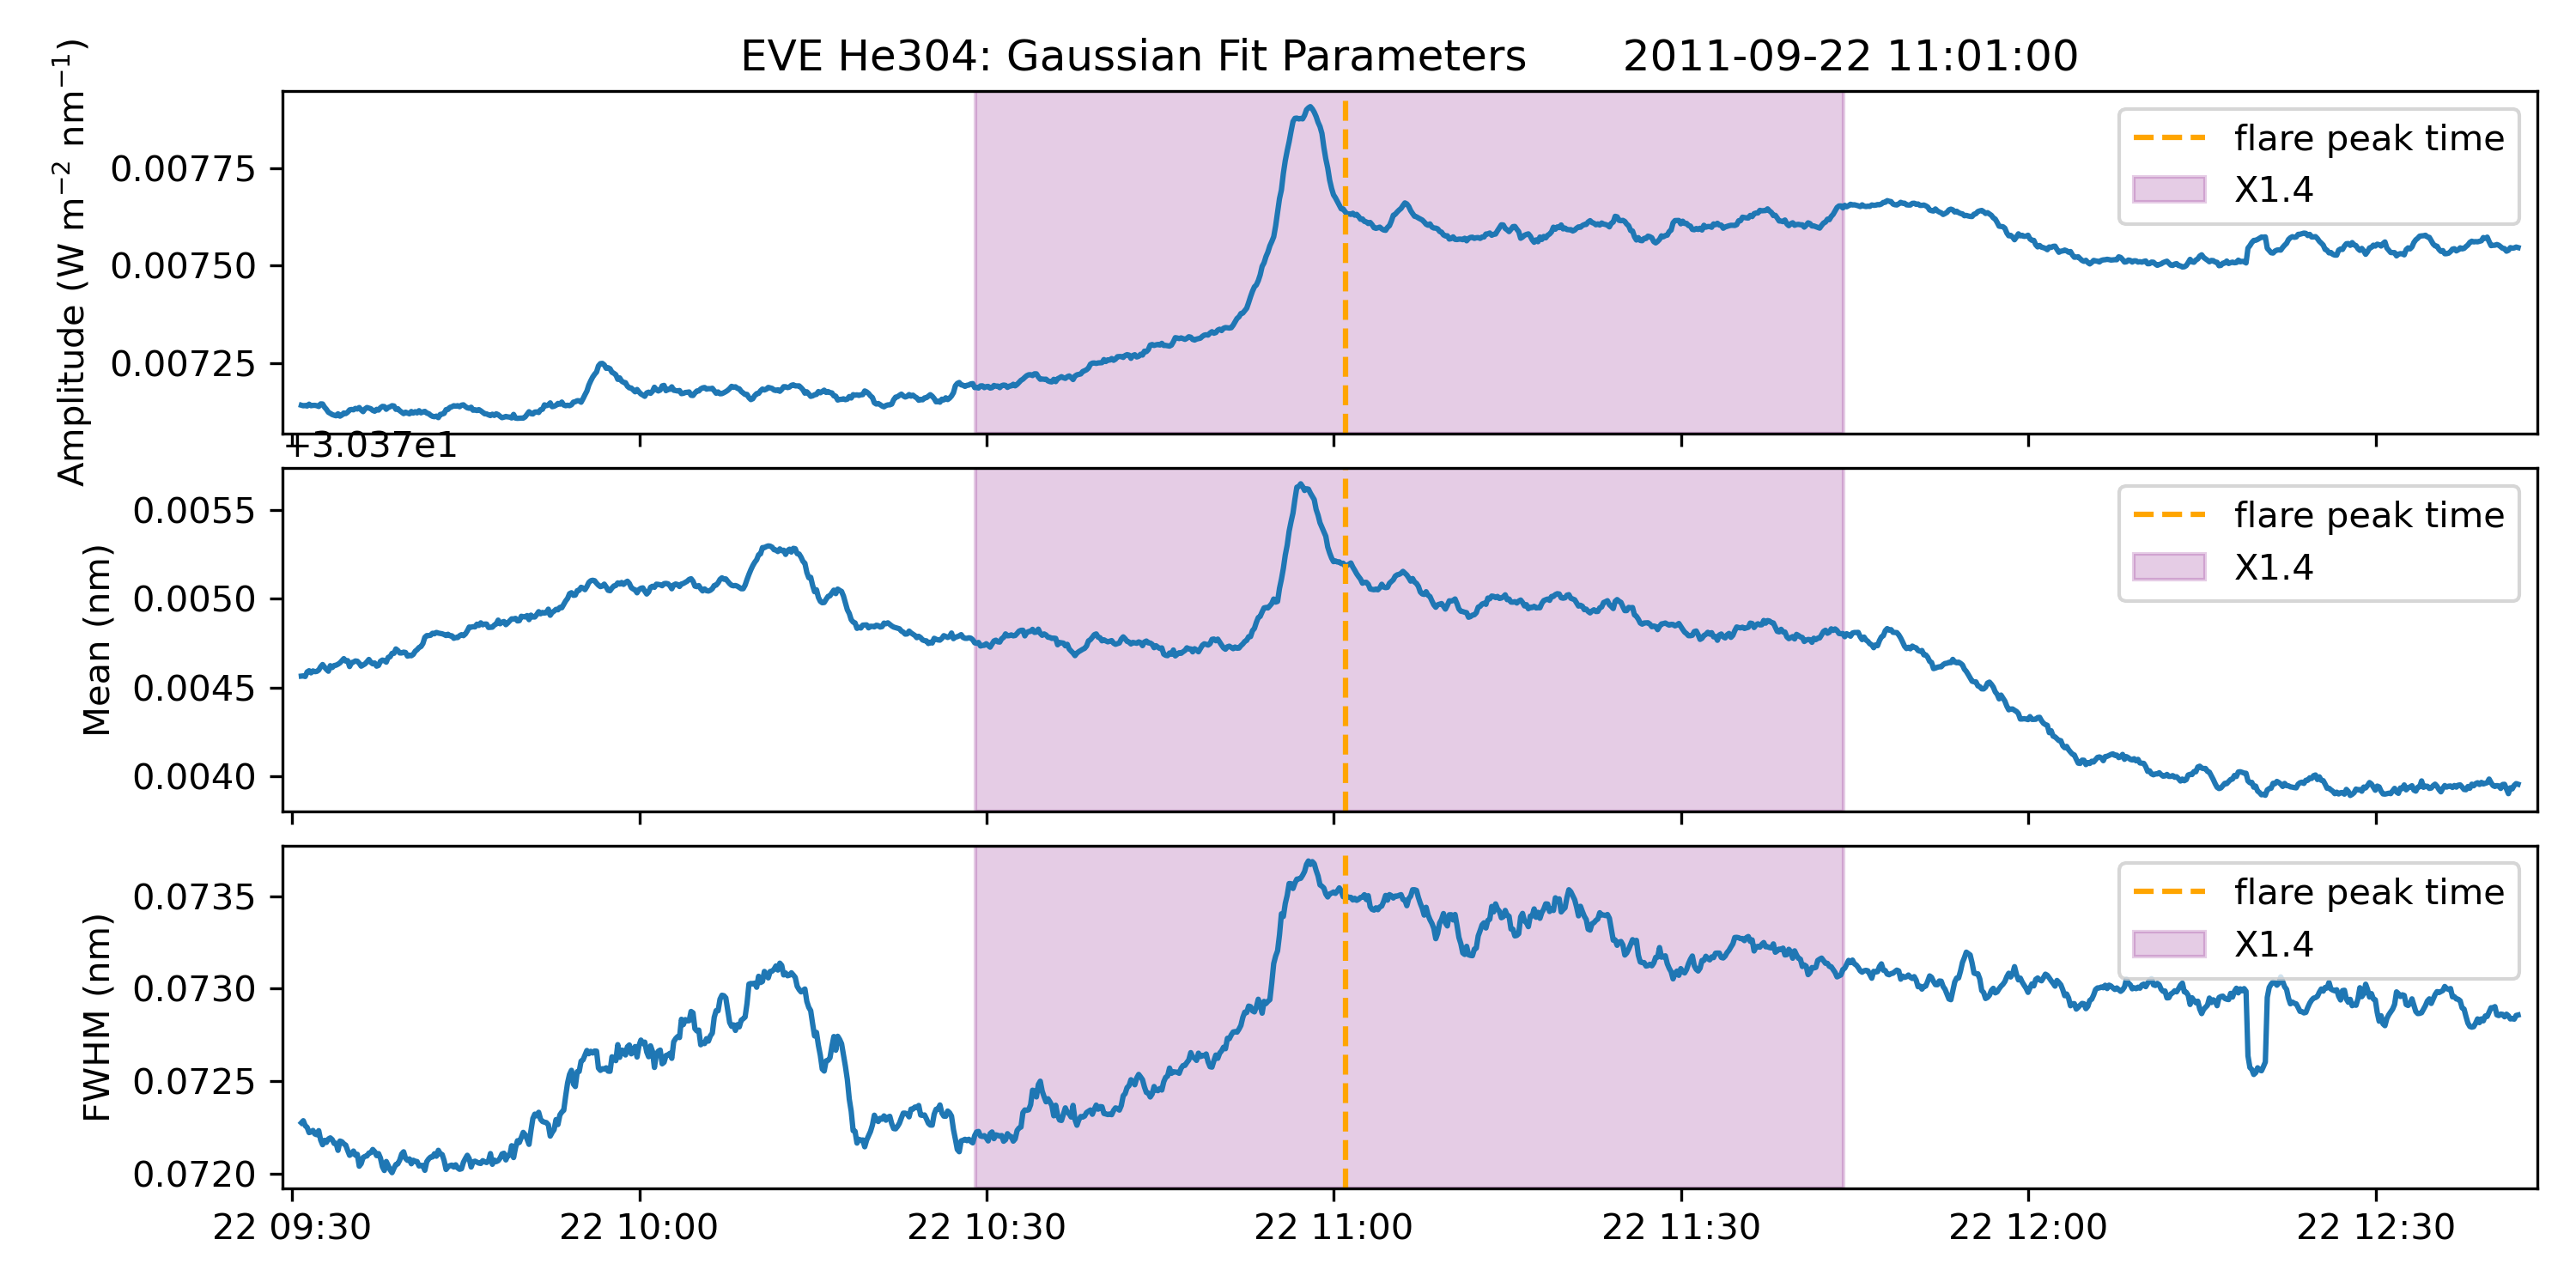 EVE He304: Gaussian Fit Parameters 2011-09-22 11:01:00
Amplitude (W m⁻² nm⁻¹)
0.00775
0.00750
0.00725
flare peak time
X1.4
+3.037e1
Mean (nm)
0.0055
0.0050
0.0045
0.0040
flare peak time
X1.4
FWHM (nm)
0.0735
0.0730
0.0725
0.0720
flare peak time
X1.4
22 09:30 22 10:00 22 10:30 22 11:00 22 11:30 22 12:00 22 12:30